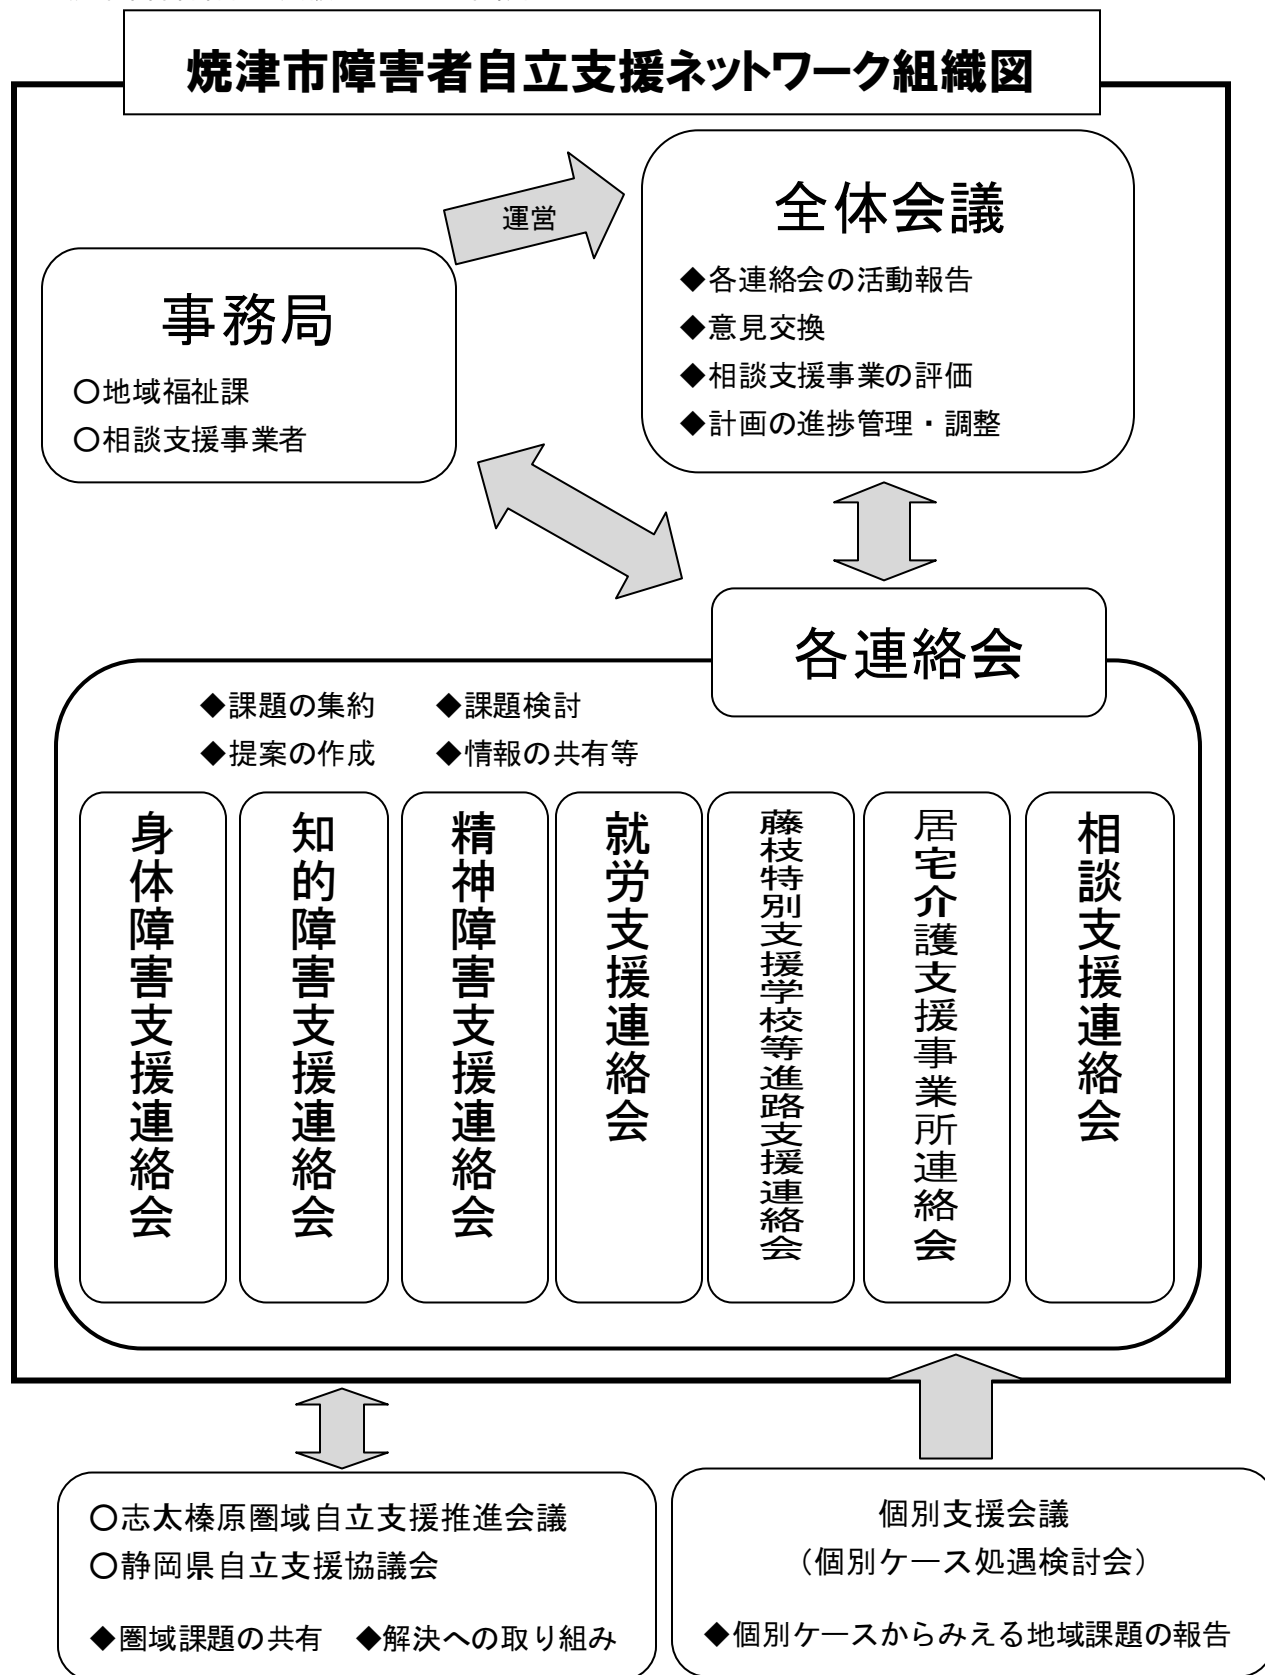 焼津市障害者自立支援ネットワーク組織図
運営
全体会議
◆各連絡会の活動報告
◆意見交換
◆相談支援事業の評価
◆計画の進捗管理・調整
事務局
○地域福祉課
○相談支援事業者
各連絡会
◆課題の集約　◆課題検討
◆提案の作成　◆情報の共有等
身体障害支援連絡会
知的障害支援連絡会
精神障害支援連絡会
就労支援連絡会
藤枝特別支援学校等進路支援連絡会
居宅介護支援事業所連絡会
相談支援連絡会
○志太榛原圏域自立支援推進会議
○静岡県自立支援協議会
◆圏域課題の共有　◆解決への取り組み
個別支援会議
（個別ケース処遇検討会）
◆個別ケースからみえる地域課題の報告